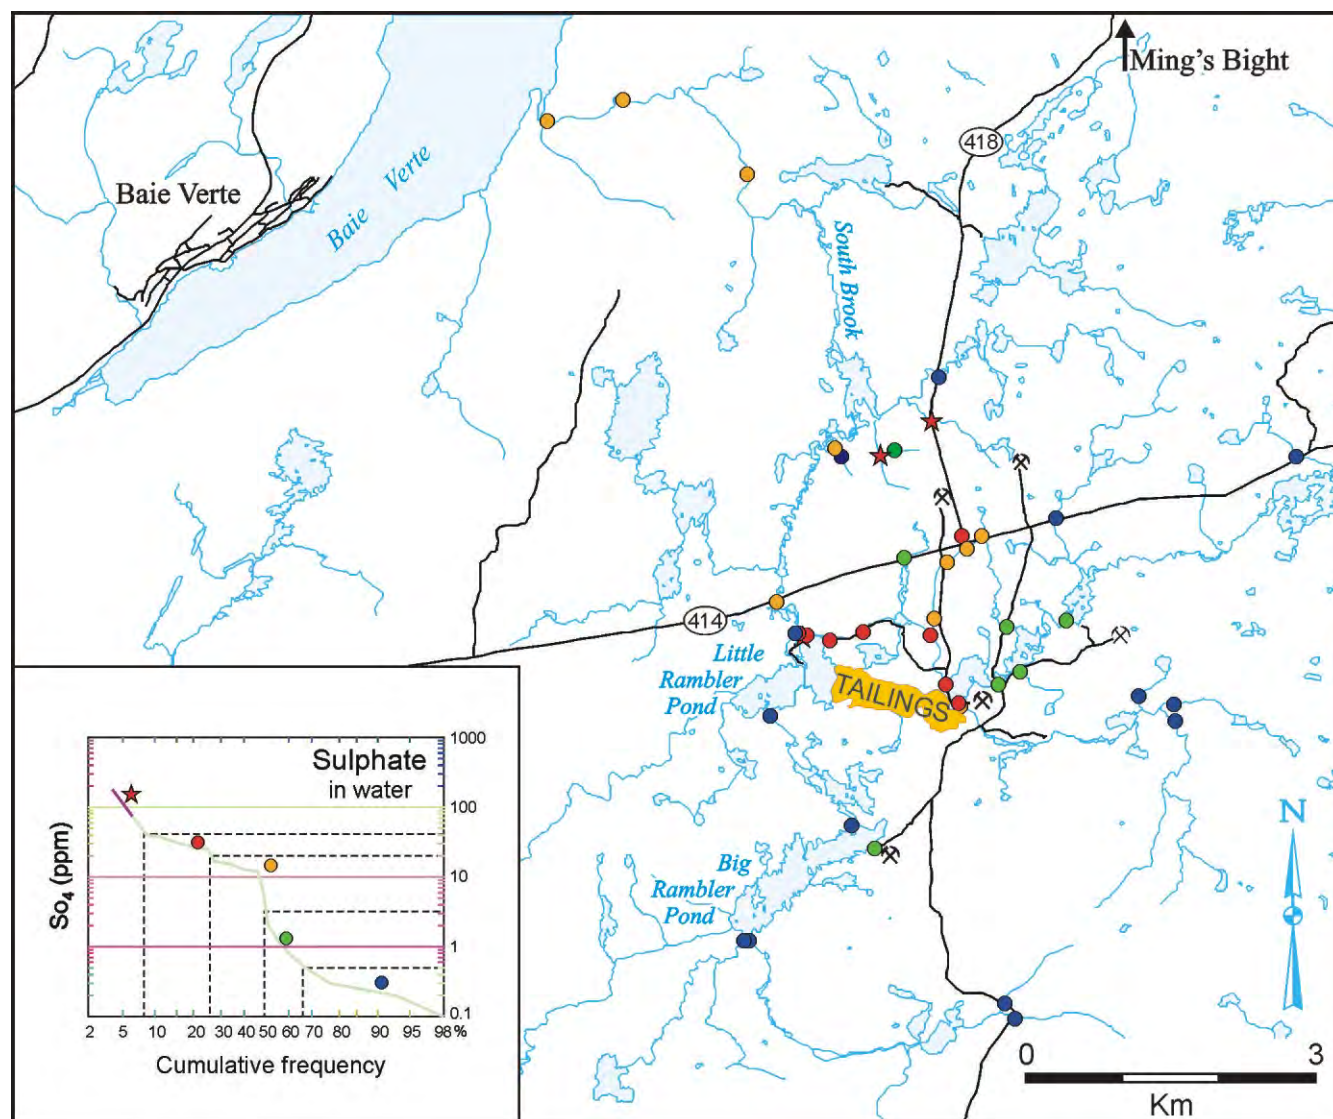 Ming's Bight
418
Baie Verte
Baie Verte
South Brook
414
Little
Rambler
Pond
TAILINGS
Big
Rambler
Pond
N
0 3
Km
Sulphate
in water
So4 (ppm)
1000
100
10
1
0.1
2 5 10 20 30 40 50 60 70 80 90 95 98%
Cumulative frequency